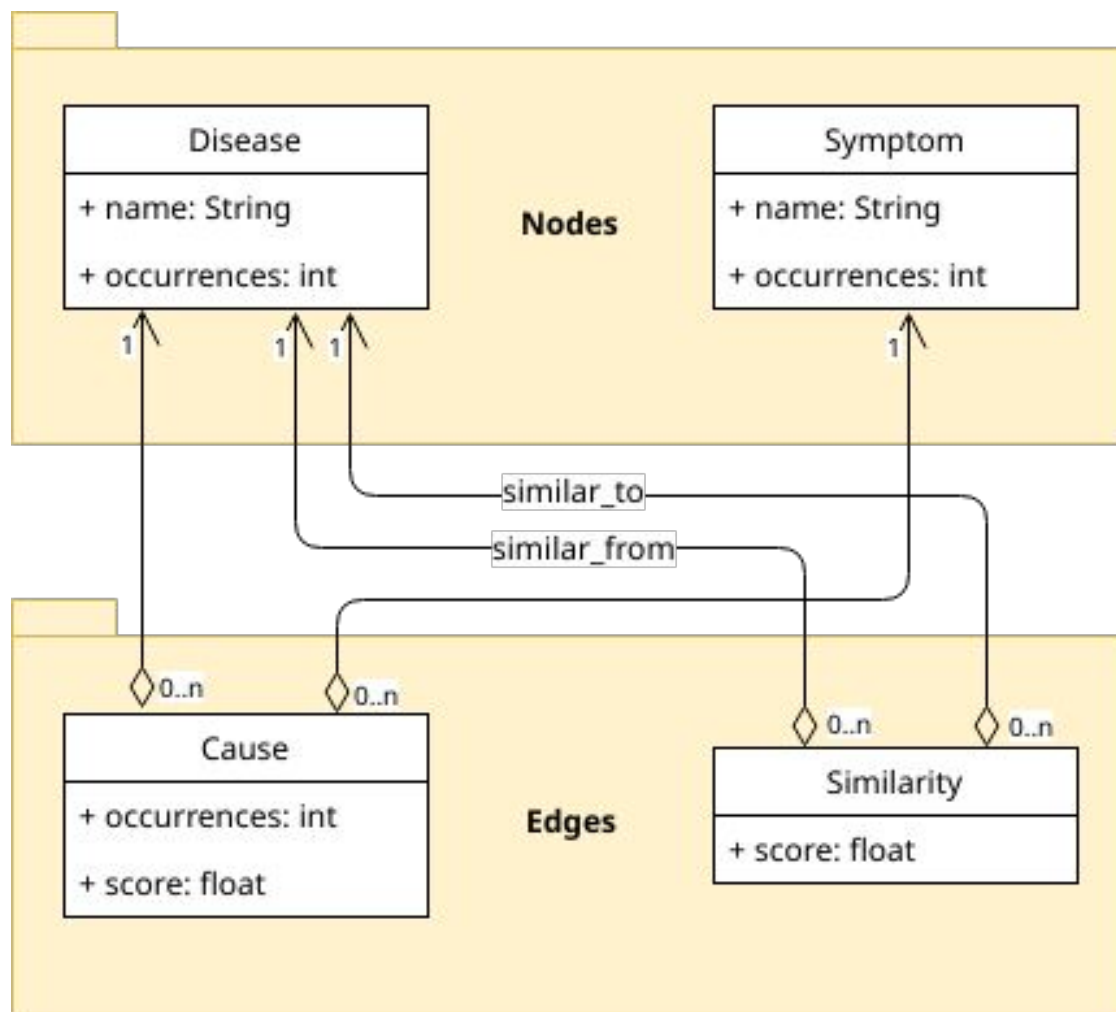 Disease
+ name: String
+ occurrences: int
Nodes
Symptom
+ name: String
+ occurrences: int
1
1
1
1
similar_to
similar_from
0..n
0..n
0..n
0..n
Cause
+ occurrences: int
+ score: float
Edges
Similarity
+ score: float